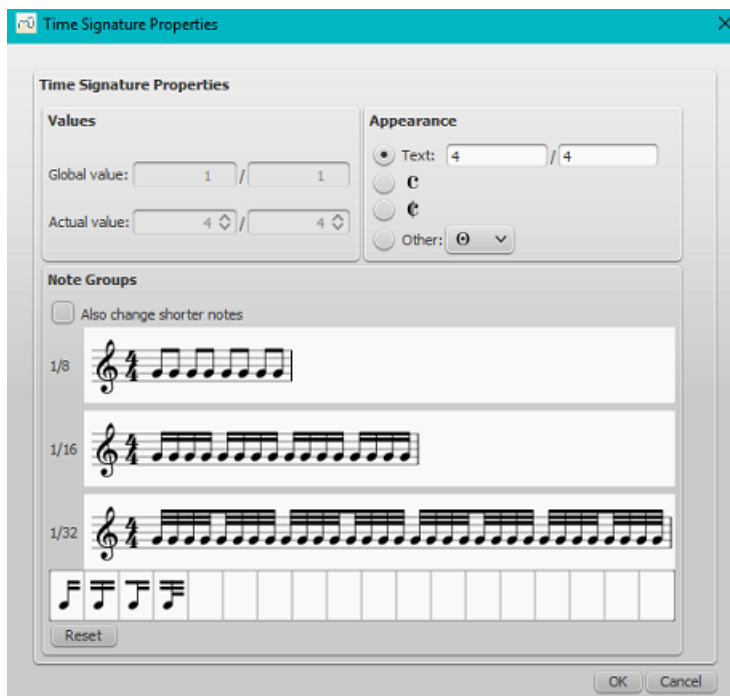 Time Signature Properties
Time Signature Properties
Values
Global value: 1 / 1
Actual value: 4 / 4
Appearance
Text: 4 / 4
Other:
Note Groups
Also change shorter notes
1/8
1/16
1/32
Reset
OK Cancel